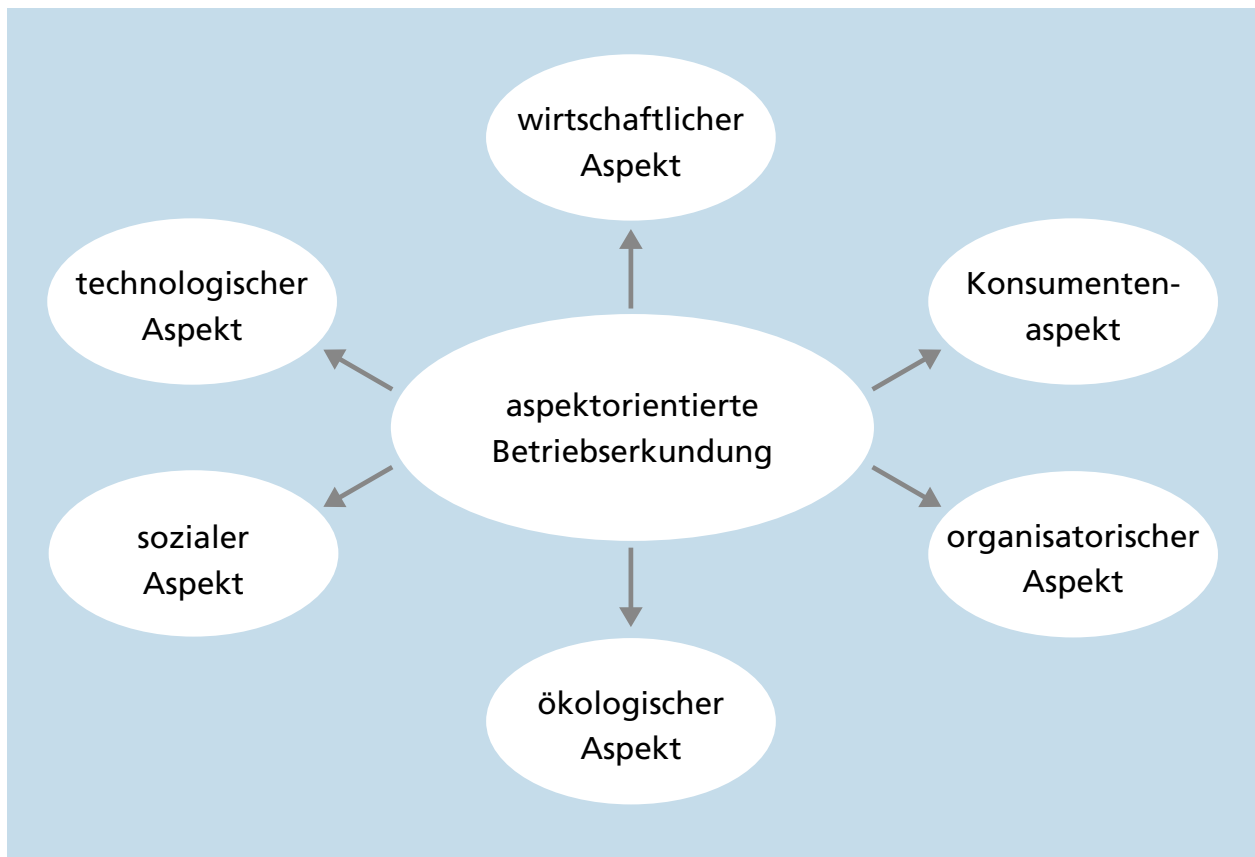 wirtschaftlicher
Aspekt
technologischer
Aspekt
Konsumenten-
aspekt
aspektorientierte
Betriebserkundung
sozialer
Aspekt
organisatorischer
Aspekt
ökologischer
Aspekt